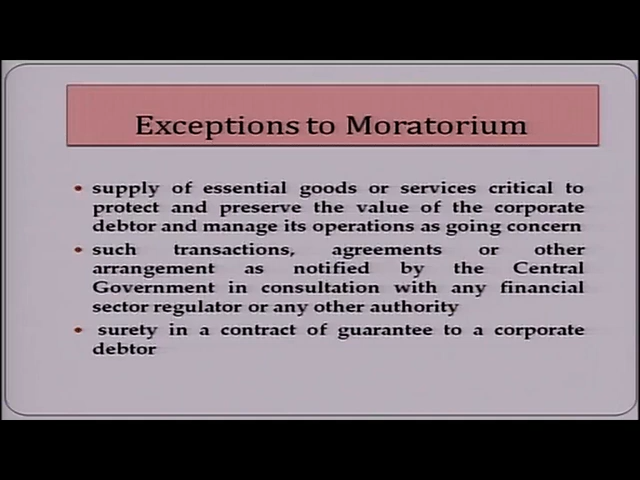 Exceptions to Moratorium
• supply of essential goods or services critical to
protect and preserve the value of the corporate
debtor and manage its operations as going concern
• such transactions, agreements or other
arrangement as notified by the Central
Government in consultation with any financial
sector regulator or any other authority
• surety in a contract of guarantee to a corporate
debtor